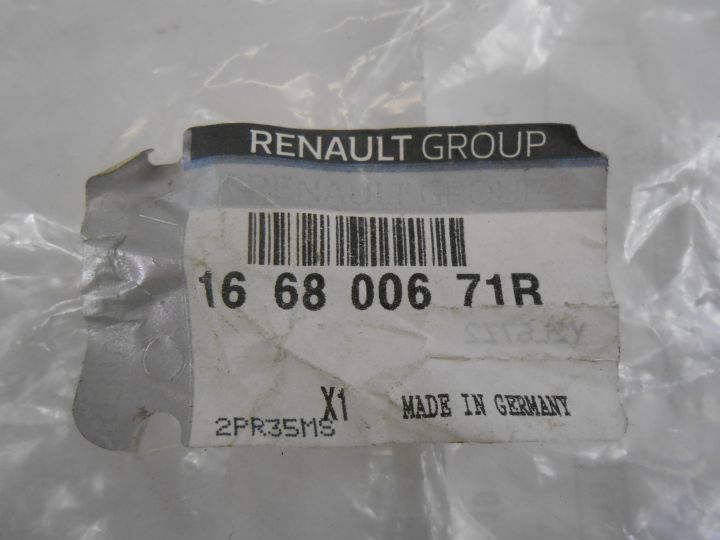 RENAULT GROUP
16 68 006 71R
X1 MADE IN GERMANY
2PR35MS